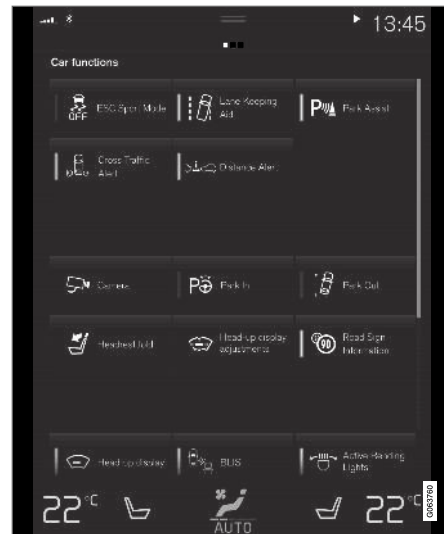 13:45
Car functions
OFF
ESC Sport Mode
Lane Keeping
Aid
P
Park Assist
Cross Traffic
Alert
Distance Alert
Camera
P
Park In
Park Out
Headrest fold
Head-up display
adjustments
90
Road Sign
Information
Head up display
BLIS
Active Bending
Lights
22°C
AUTO
22°C
G063760